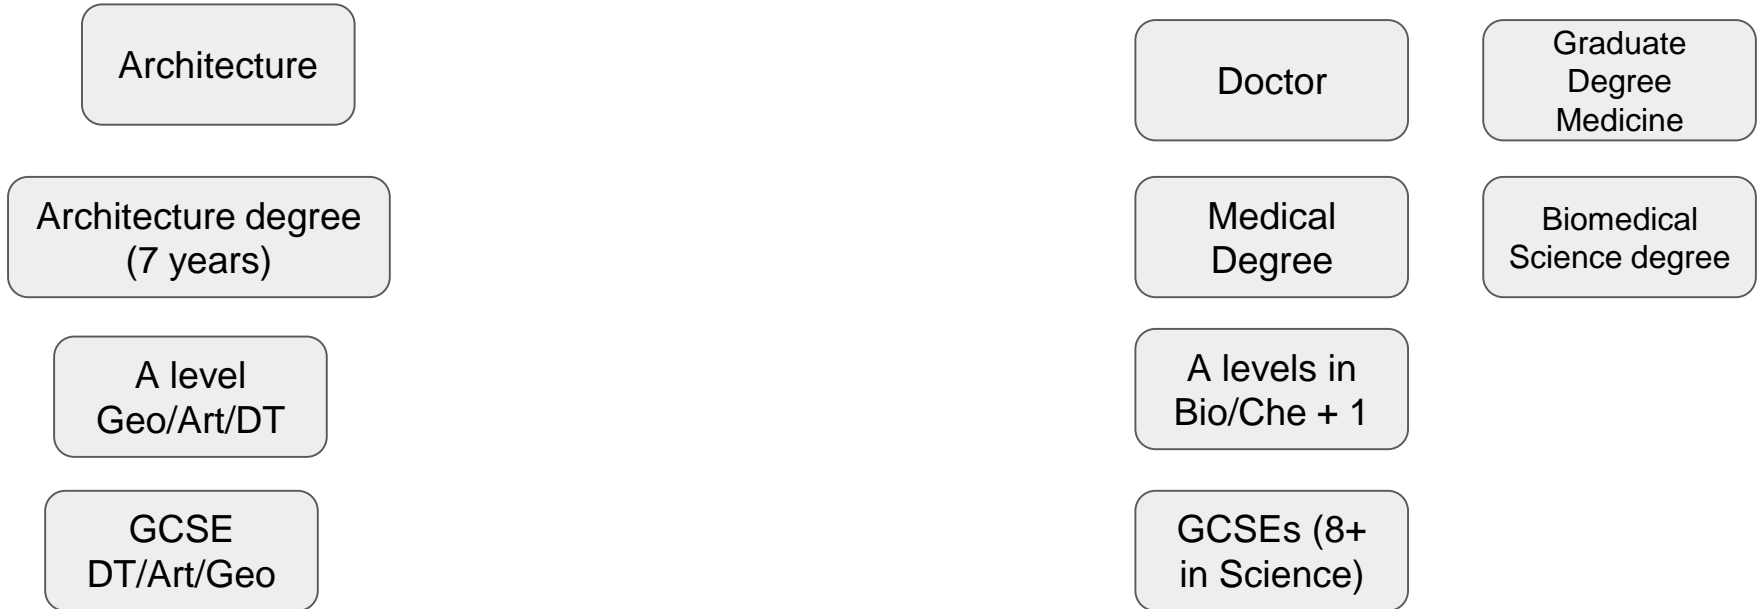 Architecture
Architecture degree
(7 years)
A level
Geo/Art/DT
GCSE
DT/Art/Geo
Doctor
Medical
Degree
A levels in
Bio/Che + 1
GCSEs (8+
in Science)
Graduate
Degree
Medicine
Biomedical
Science degree